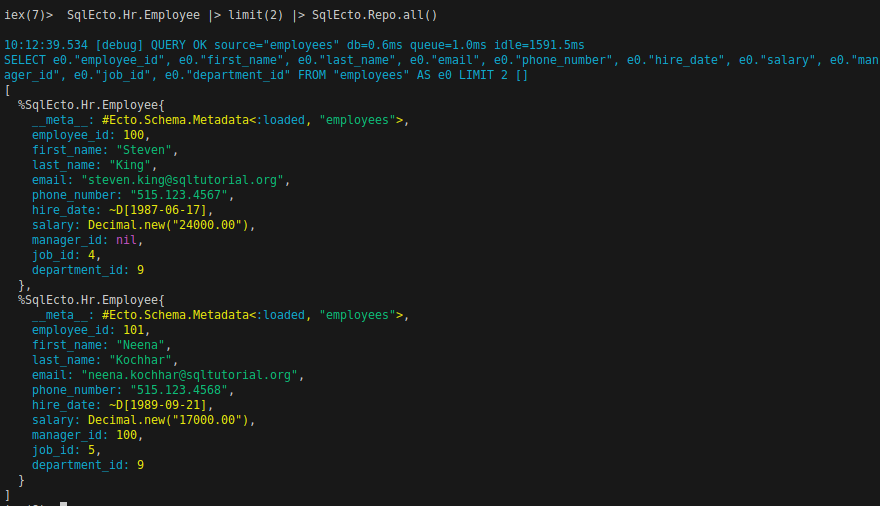 iex(7)>  SqlEcto.Hr.Employee |> limit(2) |> SqlEcto.Repo.all()
10:12:39.534 [debug] QUERY OK source="employees" db=0.6ms queue=1.0ms idle=1591.5ms
SELECT e0."employee_id", e0."first_name", e0."last_name", e0."email", e0."phone_number", e0."hire_date", e0."salary", e0."man
ager_id", e0."job_id", e0."department_id" FROM "employees" AS e0 LIMIT 2 []
[
  %SqlEcto.Hr.Employee{
    __meta__: #Ecto.Schema.Metadata<:loaded, "employees">,
    employee_id: 100,
    first_name: "Steven",
    last_name: "King",
    email: "steven.king@sqltutorial.org",
    phone_number: "515.123.4567",
    hire_date: ~D[1987-06-17],
    salary: Decimal.new("24000.00"),
    manager_id: nil,
    job_id: 4,
    department_id: 9
  },
  %SqlEcto.Hr.Employee{
    __meta__: #Ecto.Schema.Metadata<:loaded, "employees">,
    employee_id: 101,
    first_name: "Neena",
    last_name: "Kochhar",
    email: "neena.kochhar@sqltutorial.org",
    phone_number: "515.123.4568",
    hire_date: ~D[1989-09-21],
    salary: Decimal.new("17000.00"),
    manager_id: 100,
    job_id: 5,
    department_id: 9
  }
]